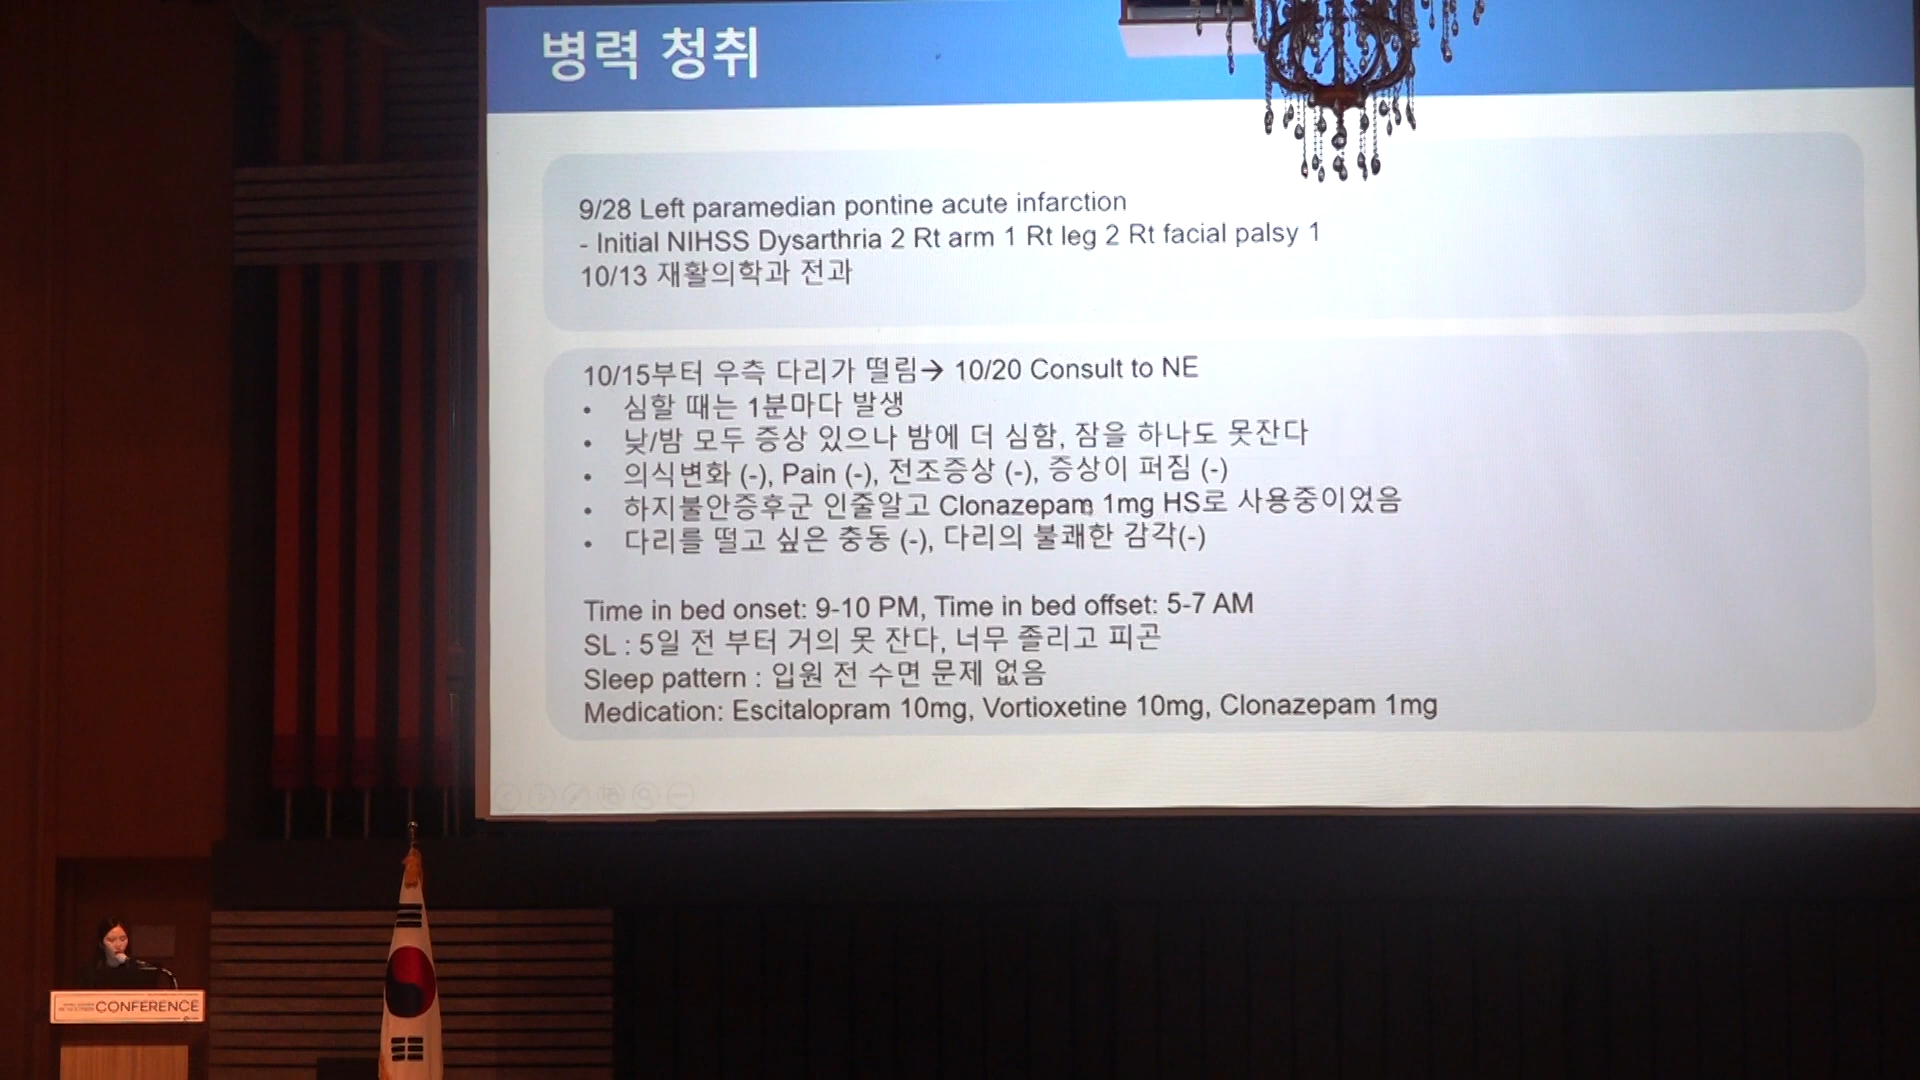 병력 청취
9/28 Left paramedian pontine acute infarction
- Initial NIHSS Dysarthria 2 Rt arm 1 Rt leg 2 Rt facial palsy 1
10/13 재활의학과 전과
10/15부터 우측 다리가 떨림→ 10/20 Consult to NE
• 심할 때는 1분마다 발생
• 낮/밤 모두 증상 있으나 밤에 더 심함, 잠을 하나도 못잔다
• 의식변화 (-), Pain (-), 전조증상 (-), 증상이 퍼짐 (-)
• 하지불안증후군 인줄알고 Clonazepam 1mg HS로 사용중이었음
• 다리를 떨고 싶은 충동 (-), 다리의 불쾌한 감각(-)
Time in bed onset: 9-10 PM, Time in bed offset: 5-7 AM
SL : 5일 전 부터 거의 못 잔다, 너무 졸리고 피곤
Sleep pattern : 입원 전 수면 문제 없음
Medication: Escitalopram 10mg, Vortioxetine 10mg, Clonazepam 1mg
CONFERENCE